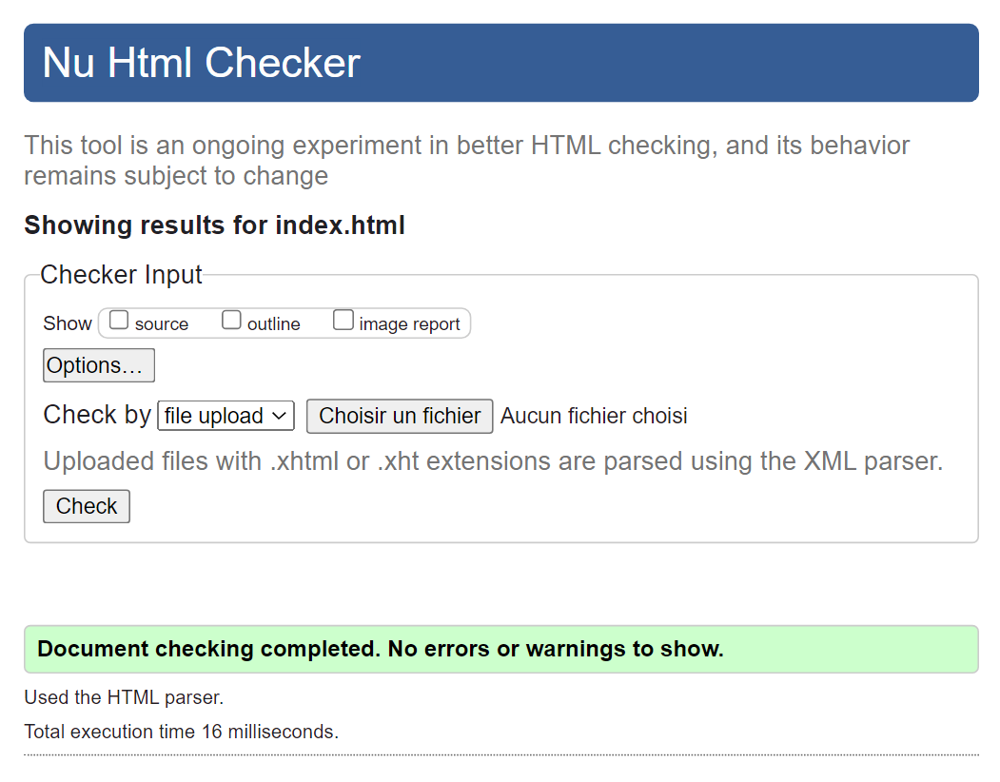 Nu Html Checker
This tool is an ongoing experiment in better HTML checking, and its behavior
remains subject to change
Showing results for index.html
Checker Input
Show source outline image report
Options…
Check by file upload Choisir un fichier Aucun fichier choisi
Uploaded files with .xhtml or .xht extensions are parsed using the XML parser.
Check
Document checking completed. No errors or warnings to show.
Used the HTML parser.
Total execution time 16 milliseconds.